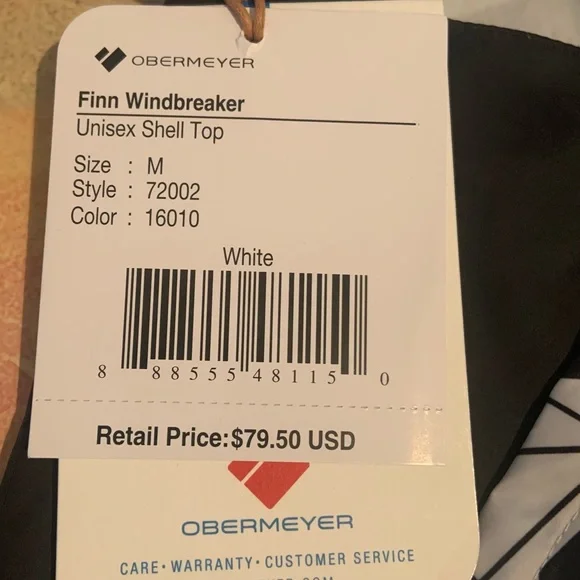 OBERMEYER
Finn Windbreaker
Unisex Shell Top
Size : M
Style : 72002
Color : 16010
White
8 88555 48115 0
Retail Price:$79.50 USD
OBERMEYER
CARE·WARRANTY·CUSTOMER SERVICE